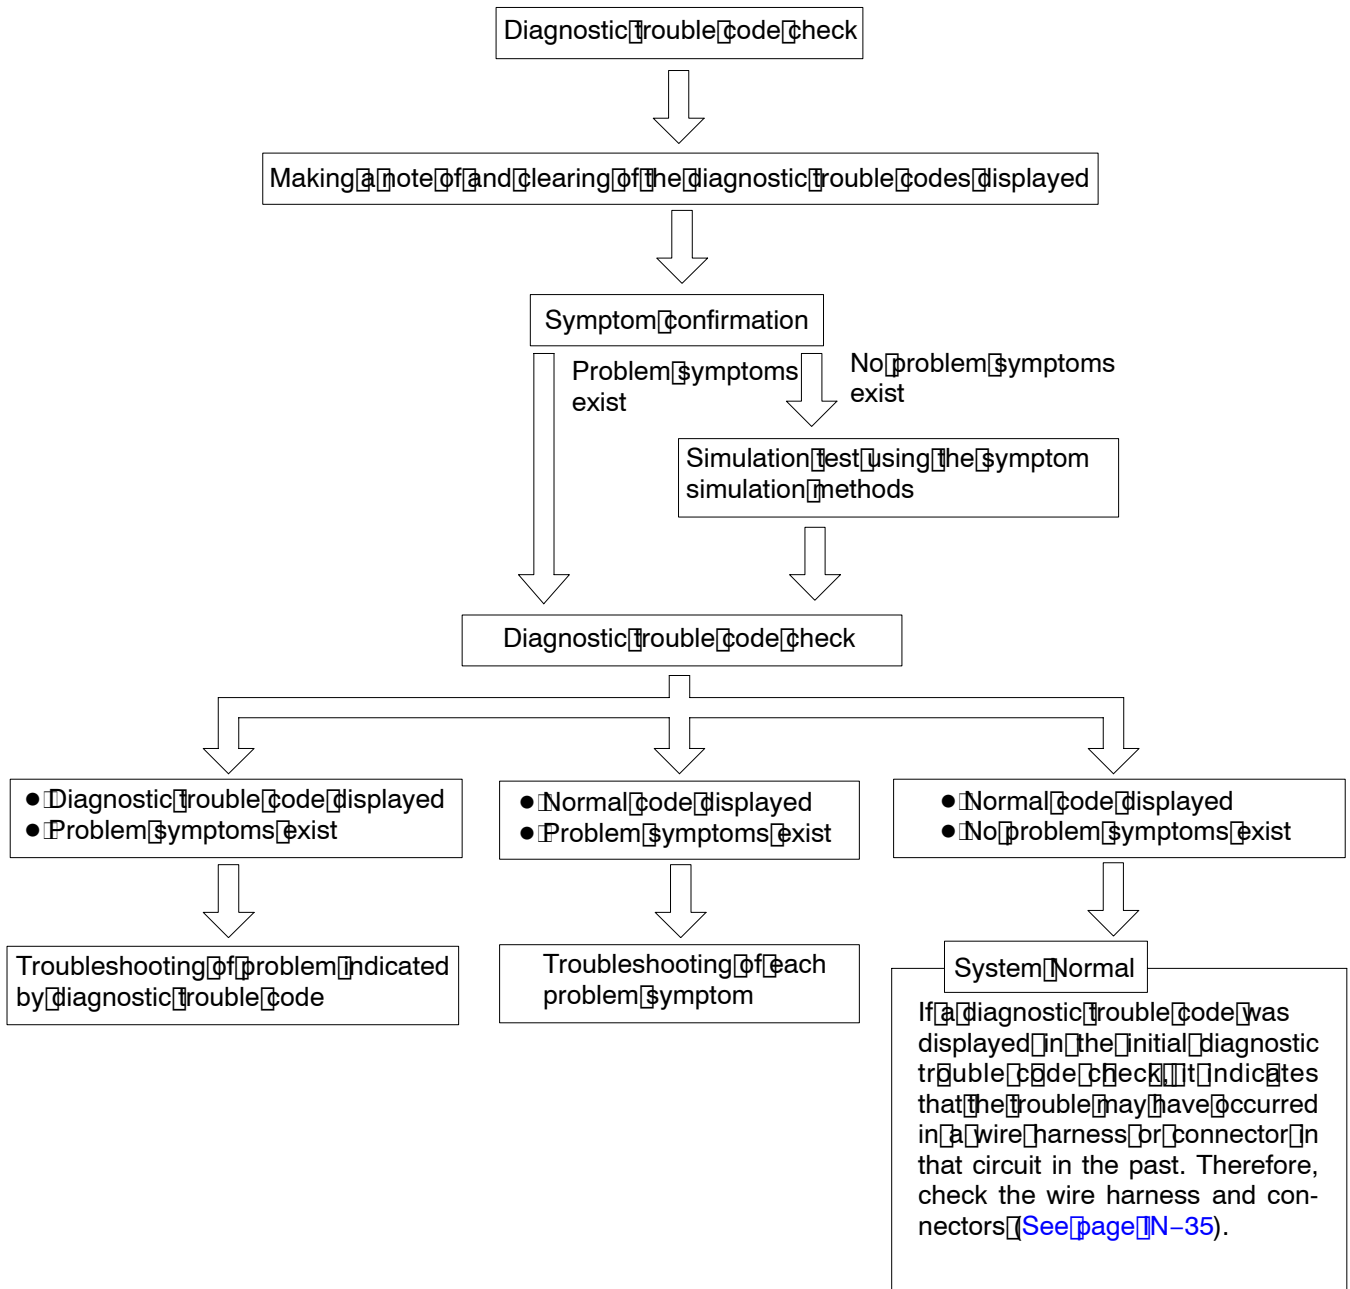 Diagnostic trouble code check
Making a note of and clearing of the diagnostic trouble codes displayed
Symptom confirmation
Problem symptoms
exist
No problem symptoms
exist
Simulation test using the symptom
simulation methods
Diagnostic trouble code check
● Diagnostic trouble code displayed
● Problem symptoms exist
● Normal code displayed
● Problem symptoms exist
● Normal code displayed
● No problem symptoms exist
Troubleshooting of problem indicated
by diagnostic trouble code
Troubleshooting of each
problem symptom
System Normal
If a diagnostic trouble code was
displayed in the initial diagnostic
trouble code check, it indicates
that the trouble may have occurred
in a wire harness or connector in
that circuit in the past. Therefore,
check the wire harness and con-
nectors (See page IN–35).